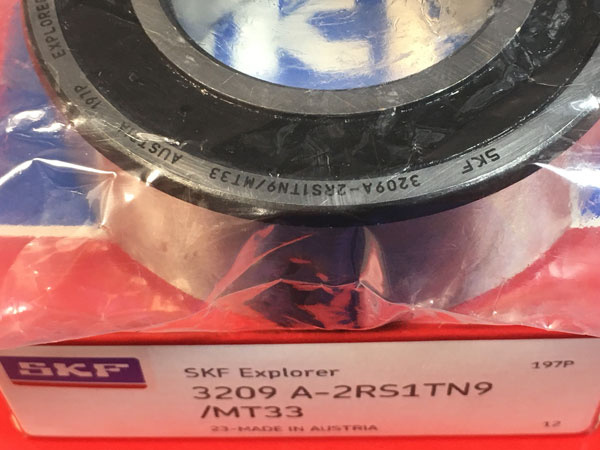 SKF 3209A-2RS1TN9/MT33 AUSTRIA 197P EXPLORER
SKF
SKF Explorer
197P
3209 A-2RS1TN9
/MT33
23-MADE IN AUSTRIA
12